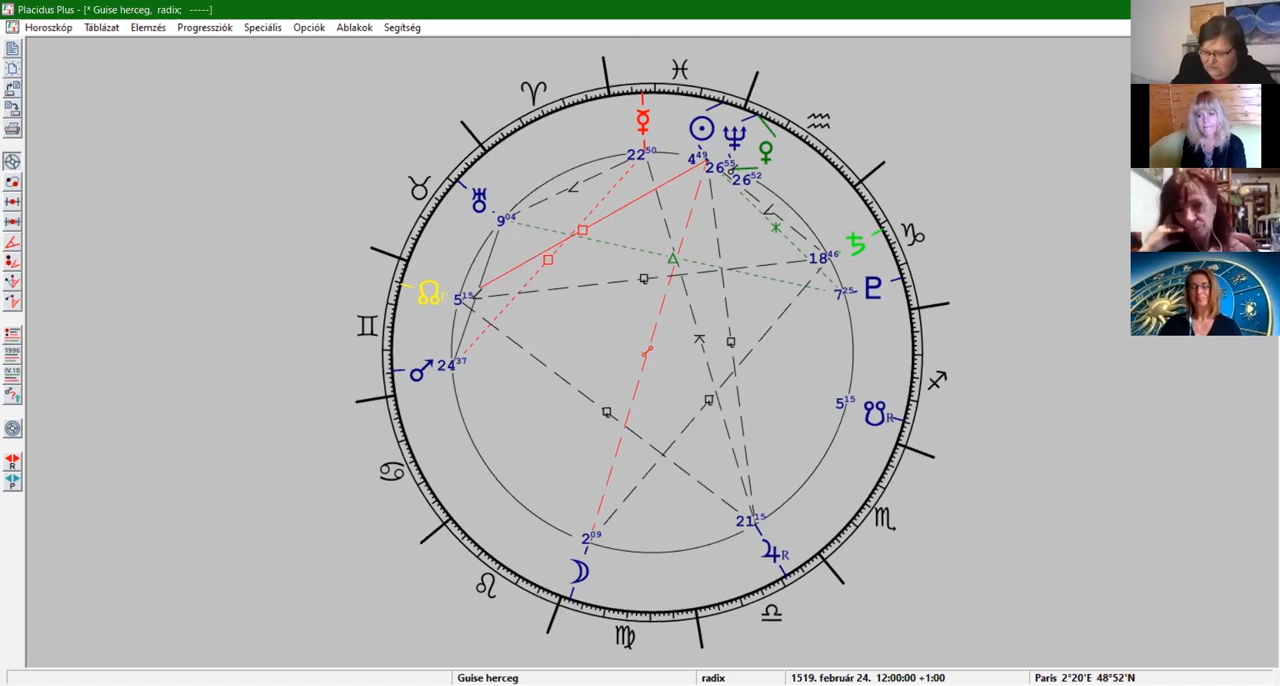 Placidus Plus - [* Guise herceg, radix; -----]
Horoszkóp Táblázat Elemzés Progressziók Speciális Opciók Ablakok Segítség
22 50
4 49
26 55
26 52
9 04
18 46
7 25
5 15
24 37
5 15
R
21 15
R
2 09
Guise herceg radix 1519. február 24. 12:00:00 +1:00 Paris 2°20'E 48°52'N